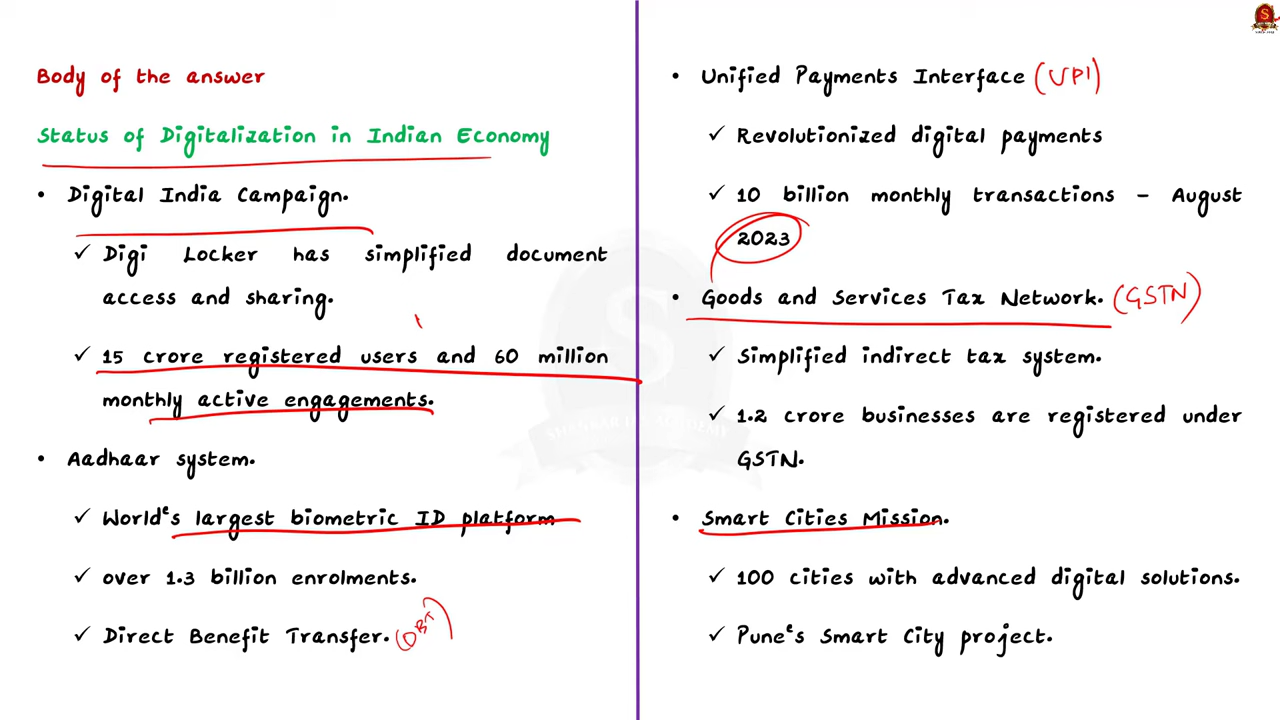 Body of the answer
Status of Digitalization in Indian Economy
• Digital India Campaign.
✓ Digi Locker has simplified document
access and sharing.
✓ 15 crore registered users and 60 million
monthly active engagements.
• Aadhaar system.
✓ World's largest biometric ID platform
✓ over 1.3 billion enrolments.
✓ Direct Benefit Transfer. (DBT)
• Unified Payments Interface (UPI)
✓ Revolutionized digital payments
✓ 10 billion monthly transactions - August
2023
• Goods and Services Tax Network. (GSTN)
✓ Simplified indirect tax system.
✓ 1.2 crore businesses are registered under
GSTN.
• Smart Cities Mission.
✓ 100 cities with advanced digital solutions.
✓ Pune's Smart City project.